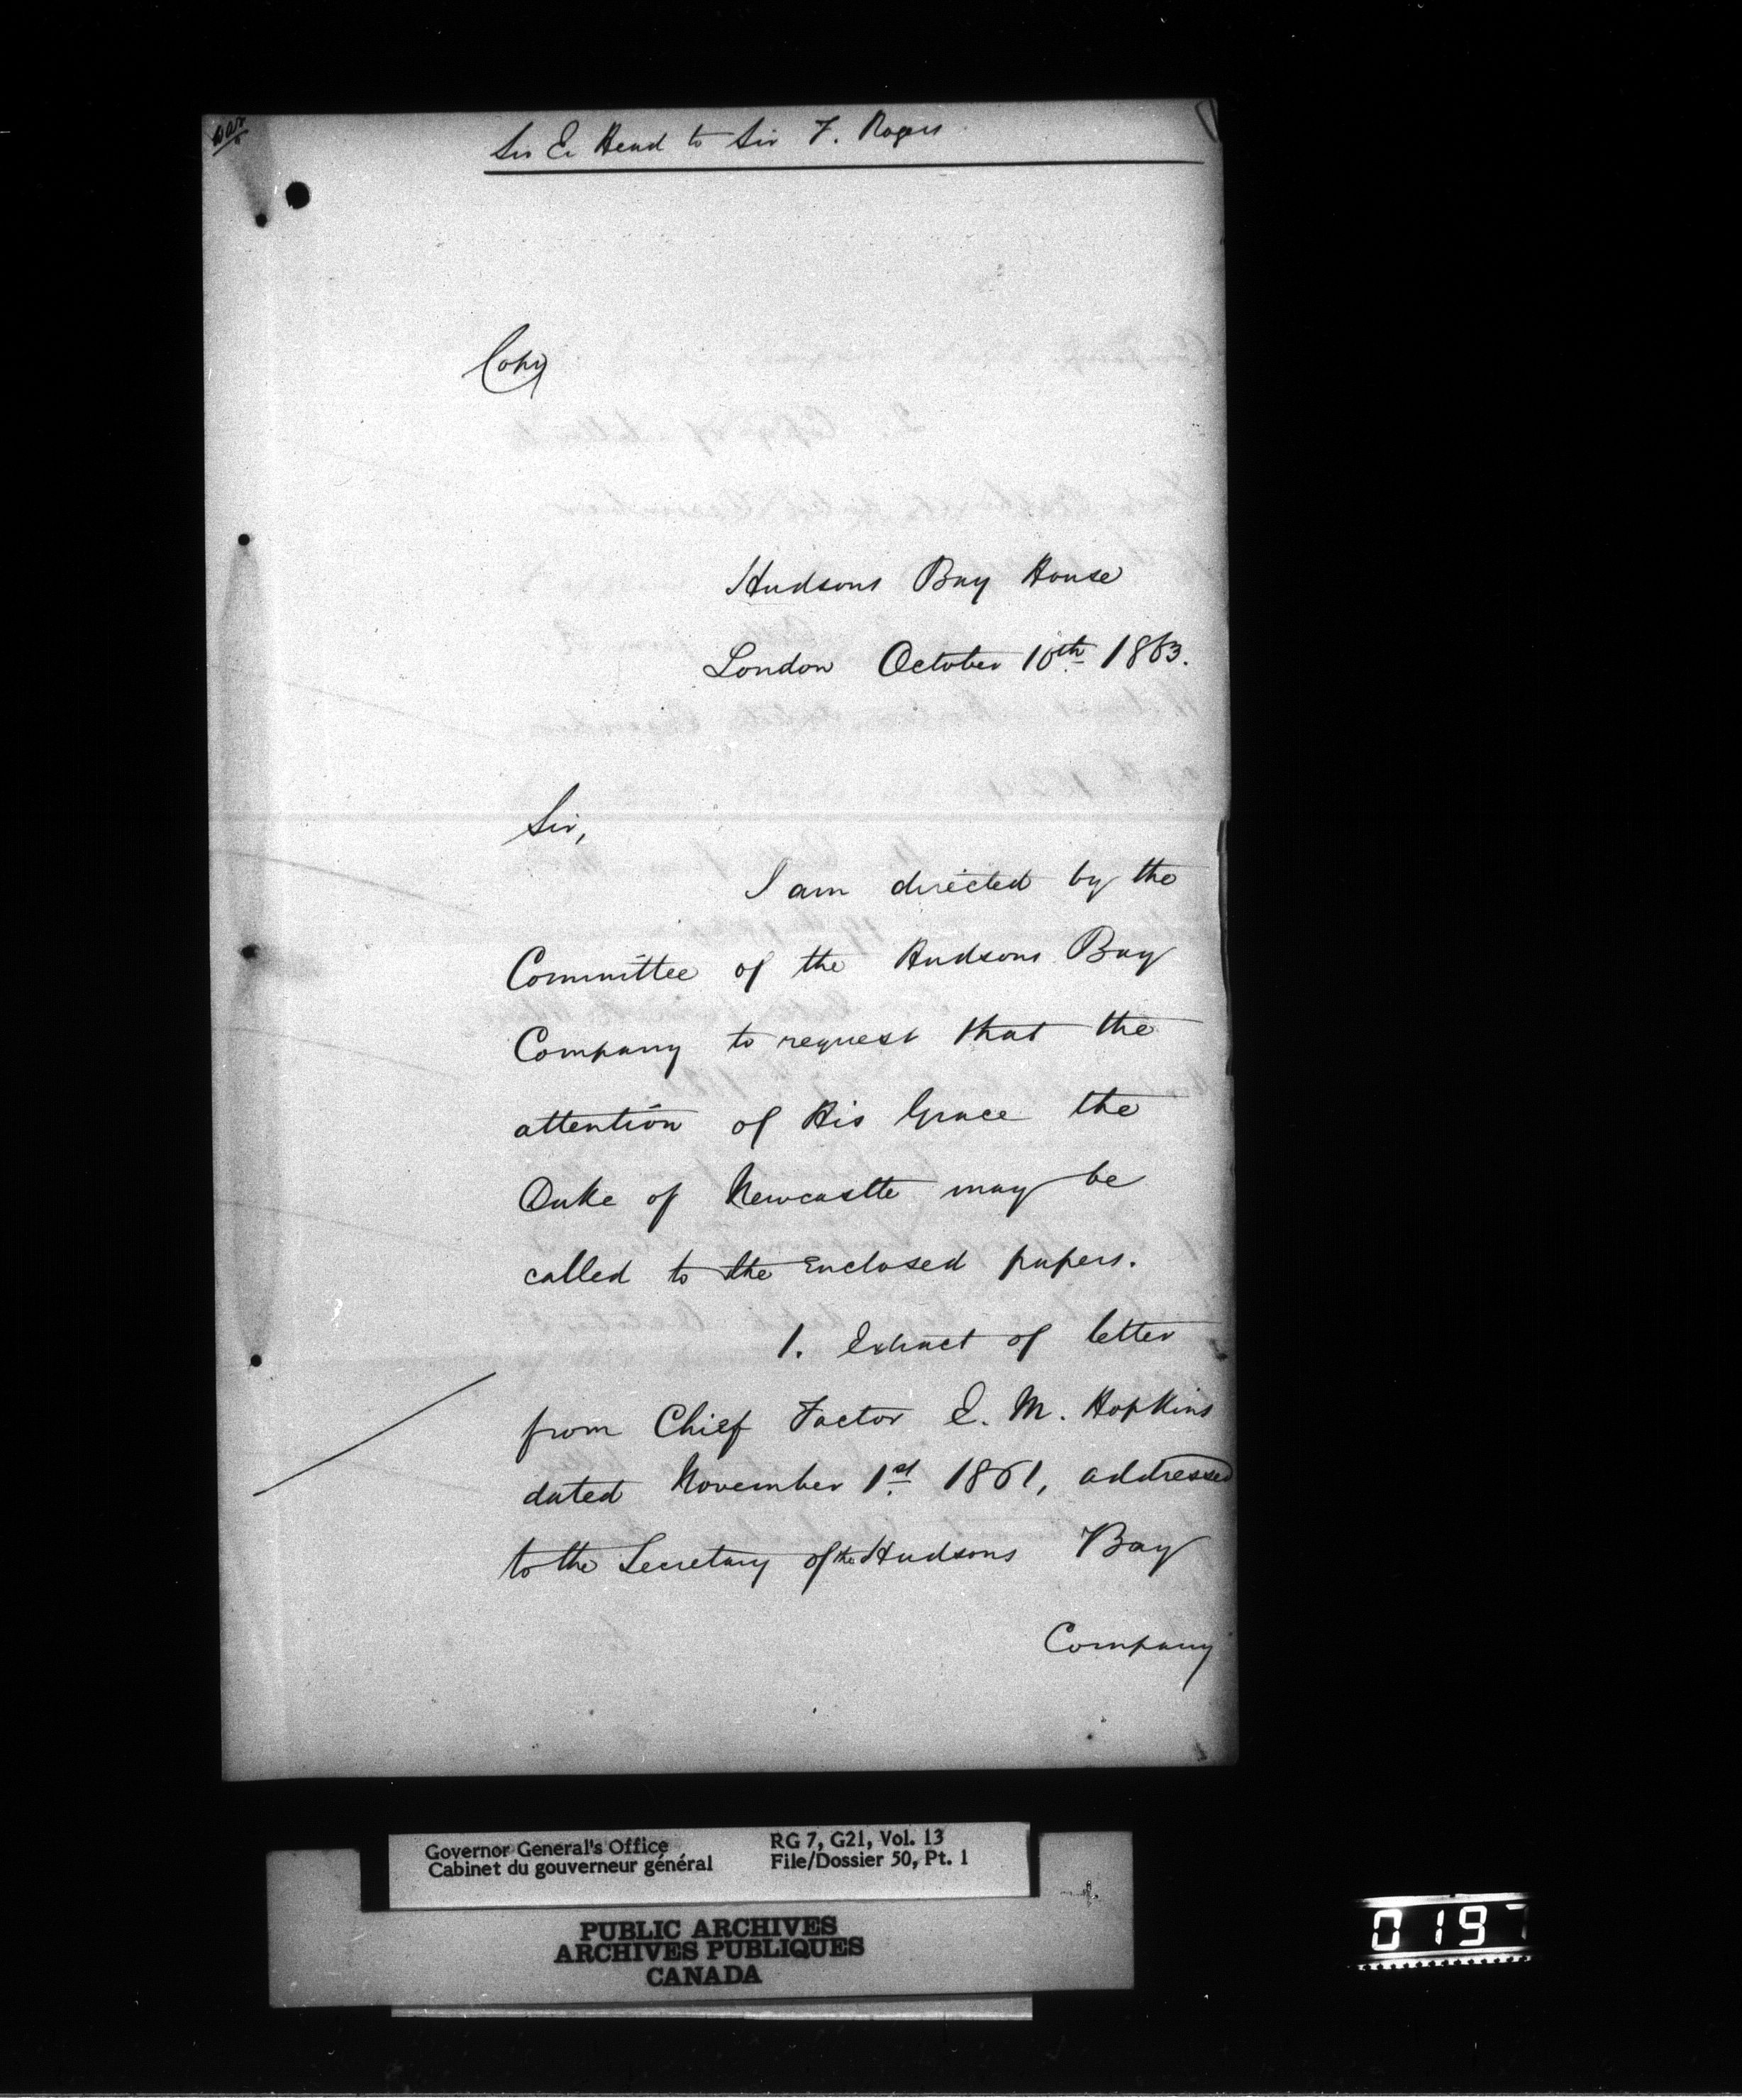 Sir E. Head to Sir F. Rogers
Copy
Hudsons Bay House
London October 10th 1863.
Sir,
I am directed by the
Committee of the Hudsons Bay
Company to request that the
attention of His Grace the
Duke of Newcastle may be
called to the Enclosed papers.
1. Extract of letter
from Chief Factor E. M. Hopkins
dated November 1st 1861, addressed
to the Secretary of the Hudsons Bay
Company
Governor General's Office
Cabinet du gouverneur général
RG 7, G21, Vol. 13
File/Dossier 50, Pt. 1
PUBLIC ARCHIVES
ARCHIVES PUBLIQUES
CANADA
0197